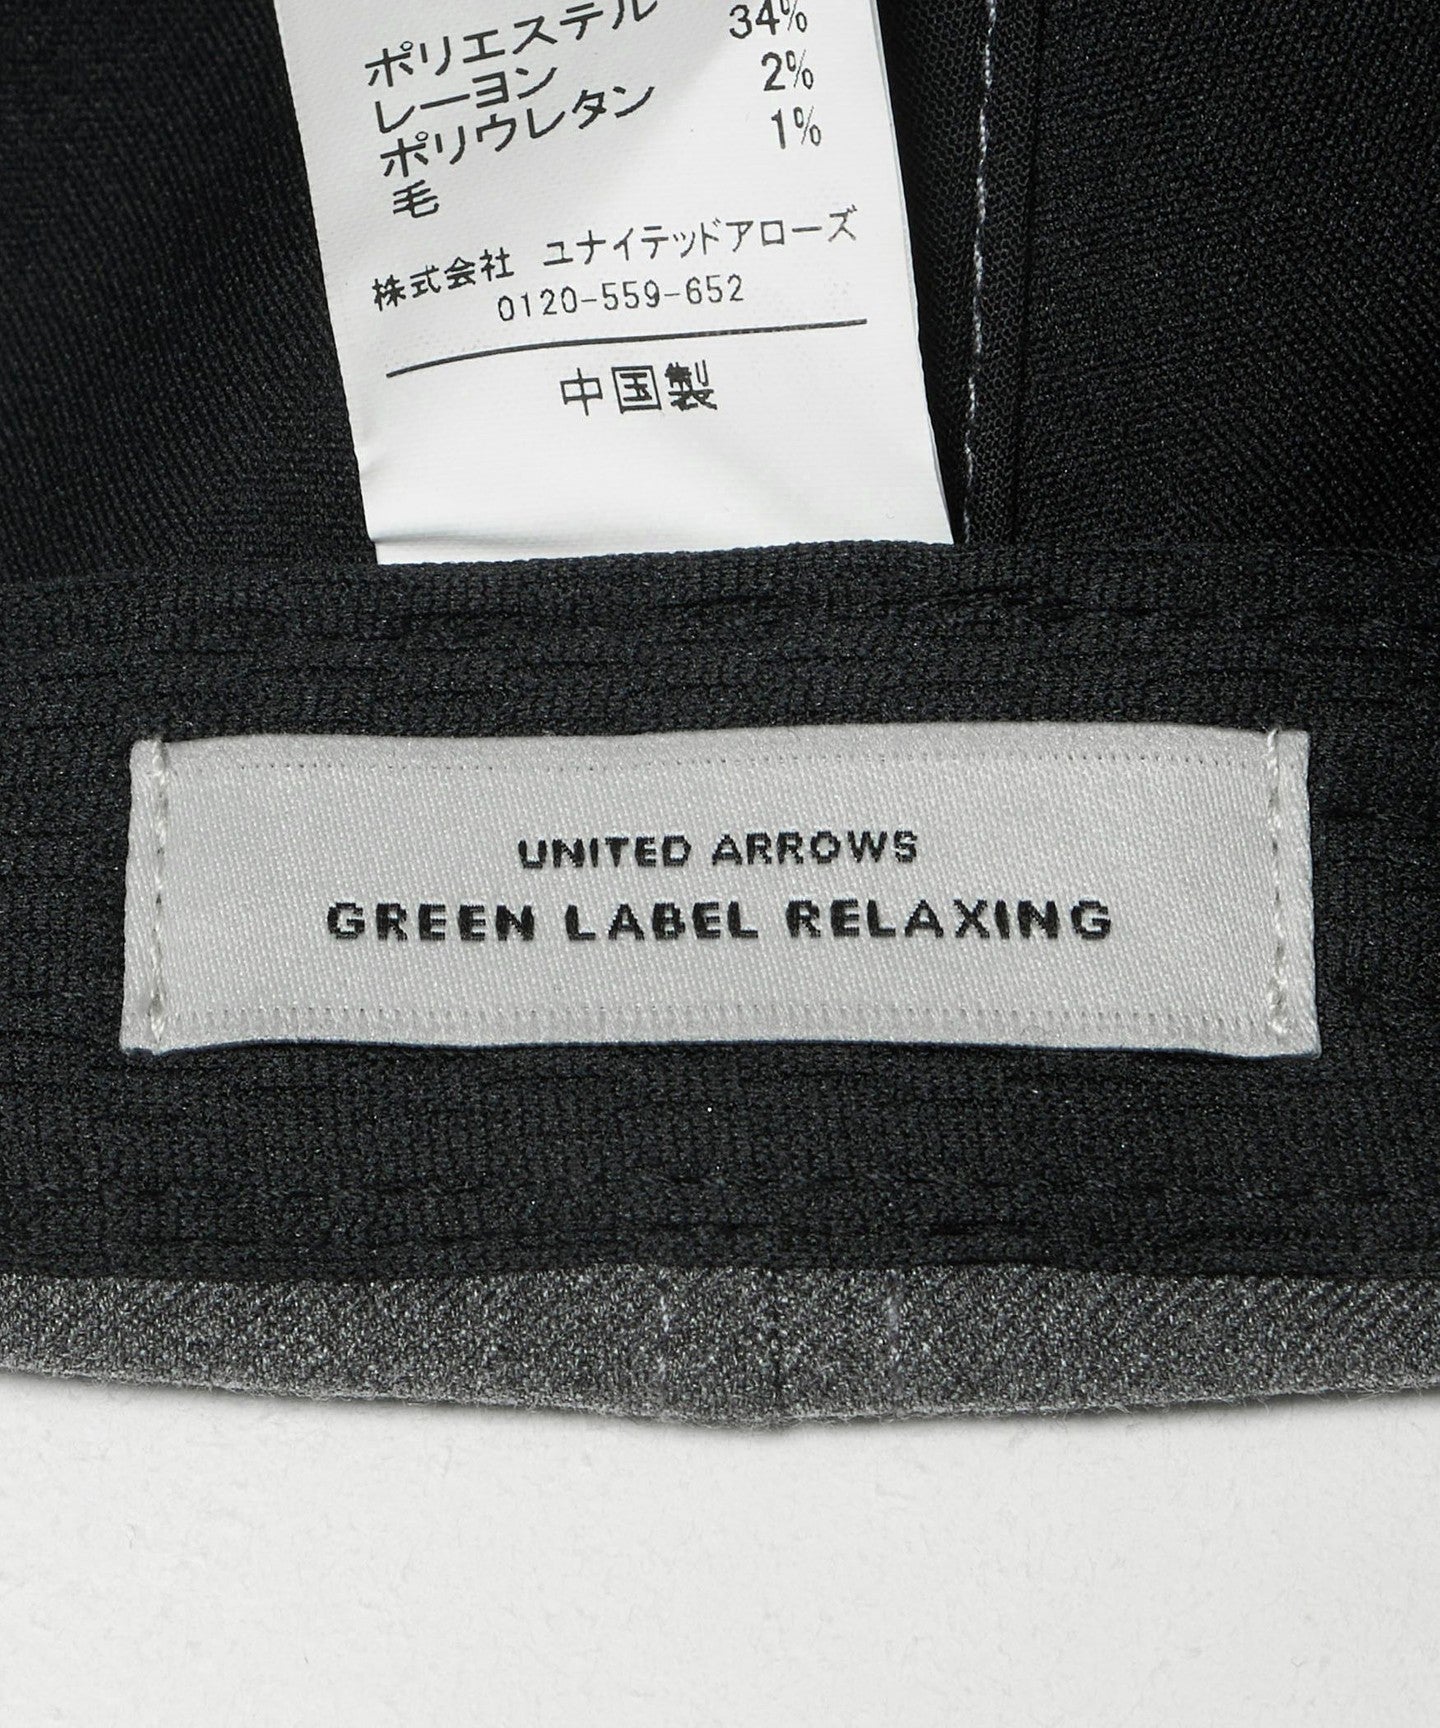 ポリエステル
34%
レーヨン
2%
ポリウレタン
1%
毛
株式会社 ユナイテッドアローズ
0120-559-652
中国製
UNITED ARROWS
GREEN LABEL RELAXING